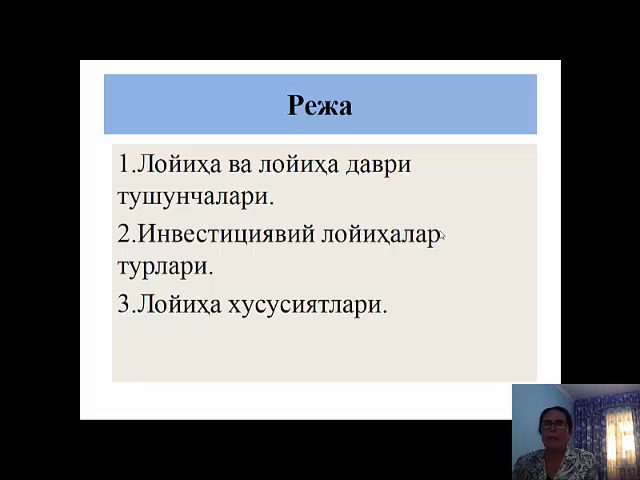 Режа
1.Лойиҳа ва лойиҳа даври
тушунчалари.
2.Инвестициявий лойиҳалар
турлари.
3.Лойиҳа хусусиятлари.